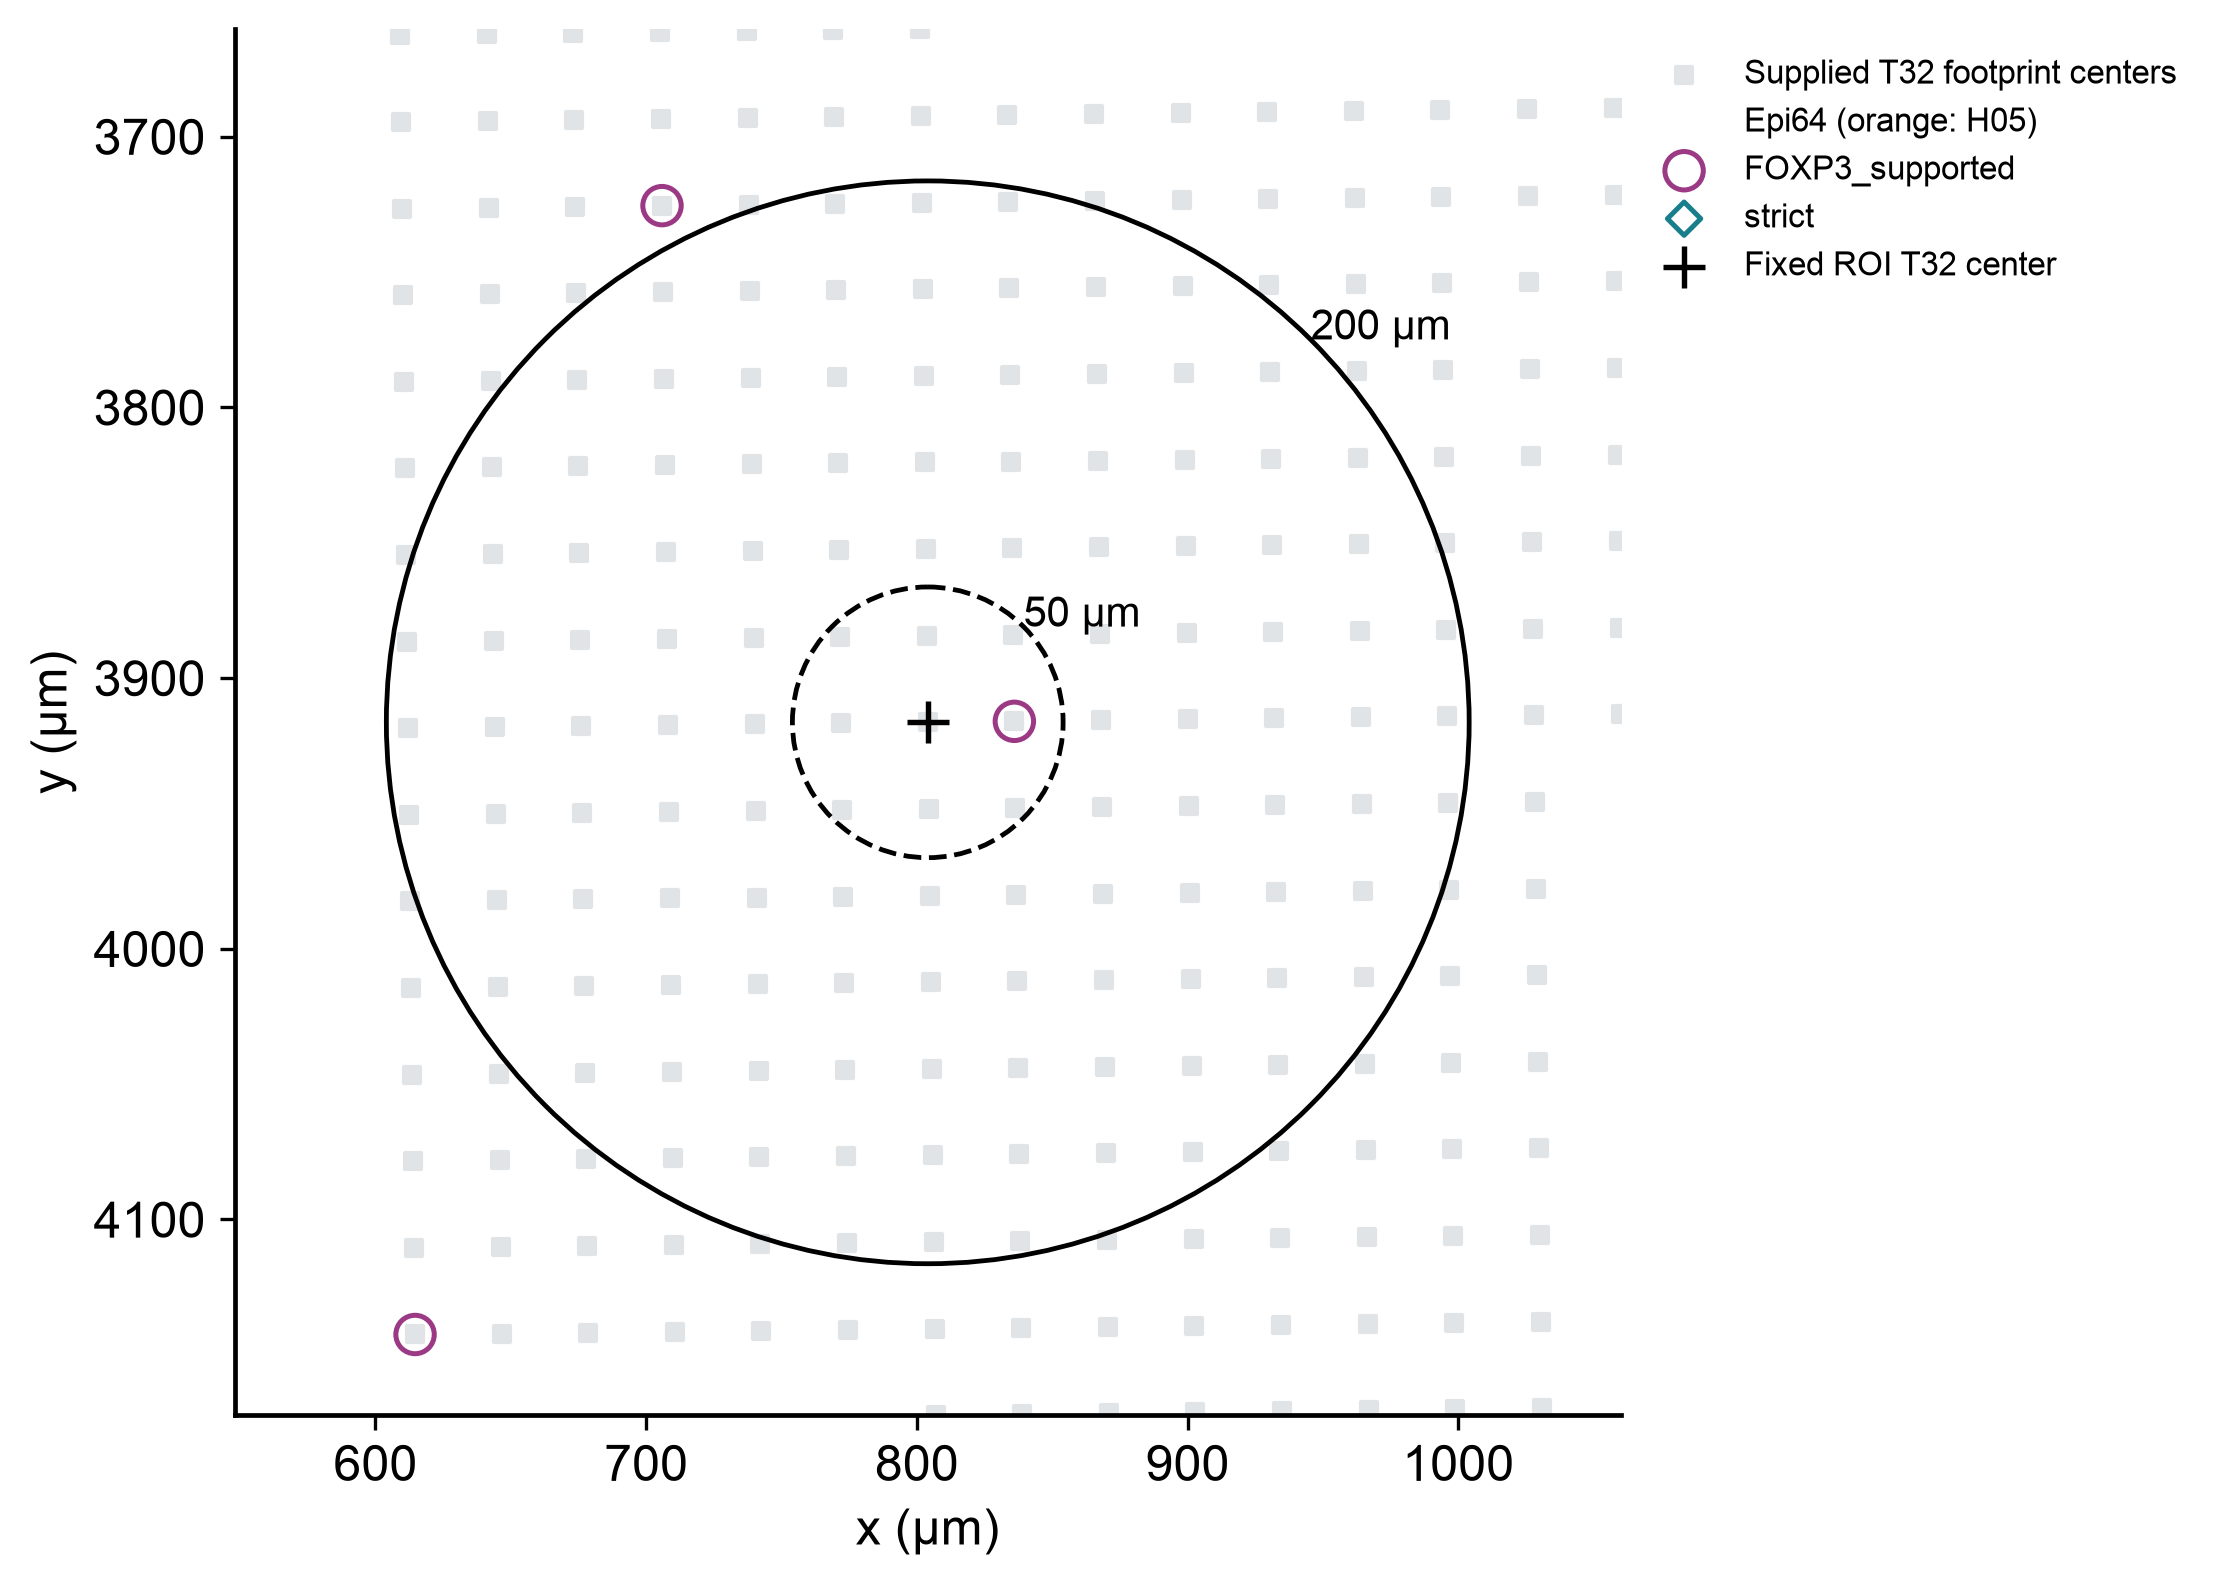 Supplied T32 footprint centers
Epi64 (orange: H05)
FOXP3_supported
strict
Fixed ROI T32 center
3700
3800
3900
4000
4100
y (µm)
200 µm
50 µm
600
700
800
900
1000
x (µm)